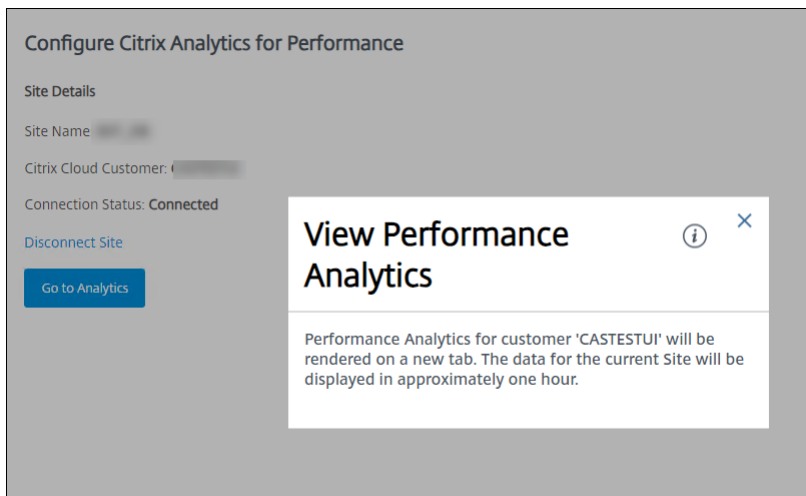 Configure Citrix Analytics for Performance
Site Details
Site Name
Citrix Cloud Customer:
Connection Status: Connected
Disconnect Site
Go to Analytics
View Performance
Analytics
Performance Analytics for customer 'CASTESTUI' will be
rendered on a new tab. The data for the current Site will be
displayed in approximately one hour.